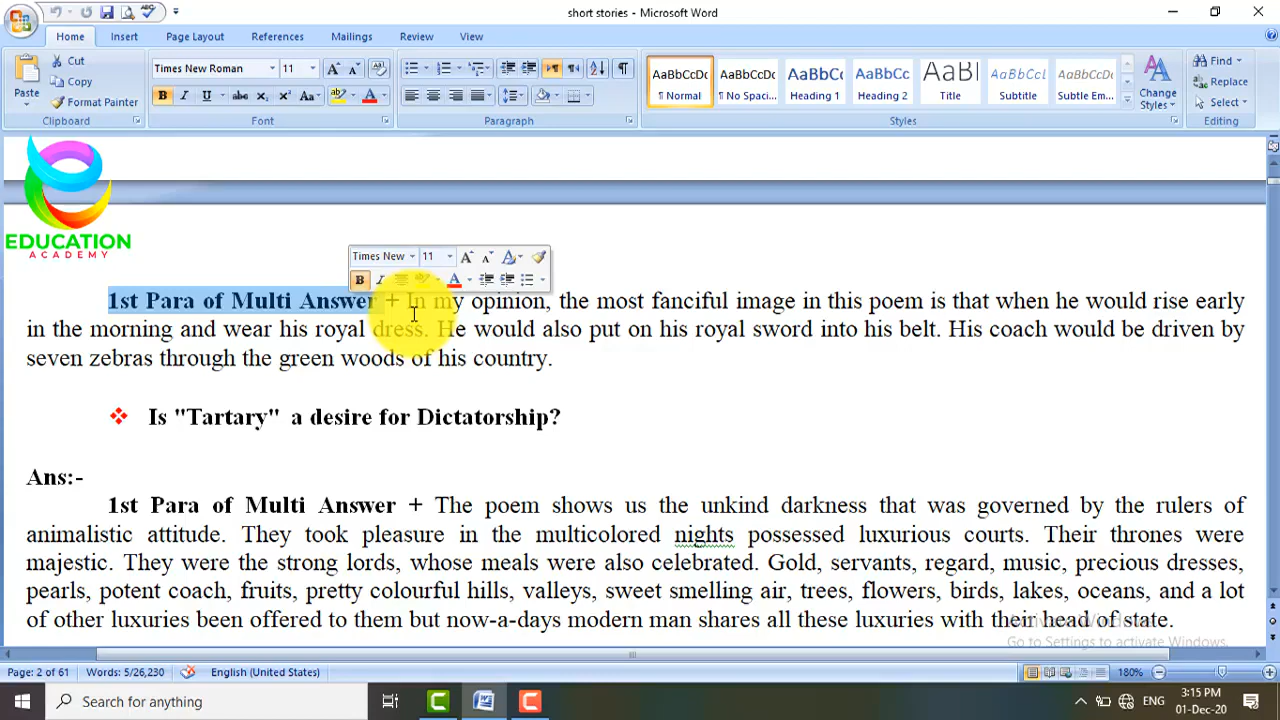 short stories - Microsoft Word
Home Insert Page Layout References Mailings Review View
Paste
Cut
Copy
Format Painter
Clipboard
Times New Roman 11
Font
Paragraph
AaBbCcDc AaBbCcDc AaBbC AaBbCc AaBl AaBbCcL AaBbCcDc
¶ Normal ¶ No Spaci... Heading 1 Heading 2 Title Subtitle Subtle Em...
Change Styles
Styles
Find
Replace
Select
Editing
EDUCATION
ACADEMY
Times New 11
1st Para of Multi Answer + In my opinion, the most fanciful image in this poem is that when he would rise early
in the morning and wear his royal dress. He would also put on his royal sword into his belt. His coach would be driven by
seven zebras through the green woods of his country.
Is "Tartary" a desire for Dictatorship?
Ans:-
1st Para of Multi Answer + The poem shows us the unkind darkness that was governed by the rulers of
animalistic attitude. They took pleasure in the multicolored nights possessed luxurious courts. Their thrones were
majestic. They were the strong lords, whose meals were also celebrated. Gold, servants, regard, music, precious dresses,
pearls, potent coach, fruits, pretty colourful hills, valleys, sweet smelling air, trees, flowers, birds, lakes, oceans, and a lot
of other luxuries been offered to them but now-a-days modern man shares all these luxuries with their head of state.
Activate Windows
Go to Settings to activate Windows.
Page: 2 of 61 Words: 5/26,230 English (United States) 180%
Search for anything
ENG
3:15 PM
01-Dec-20